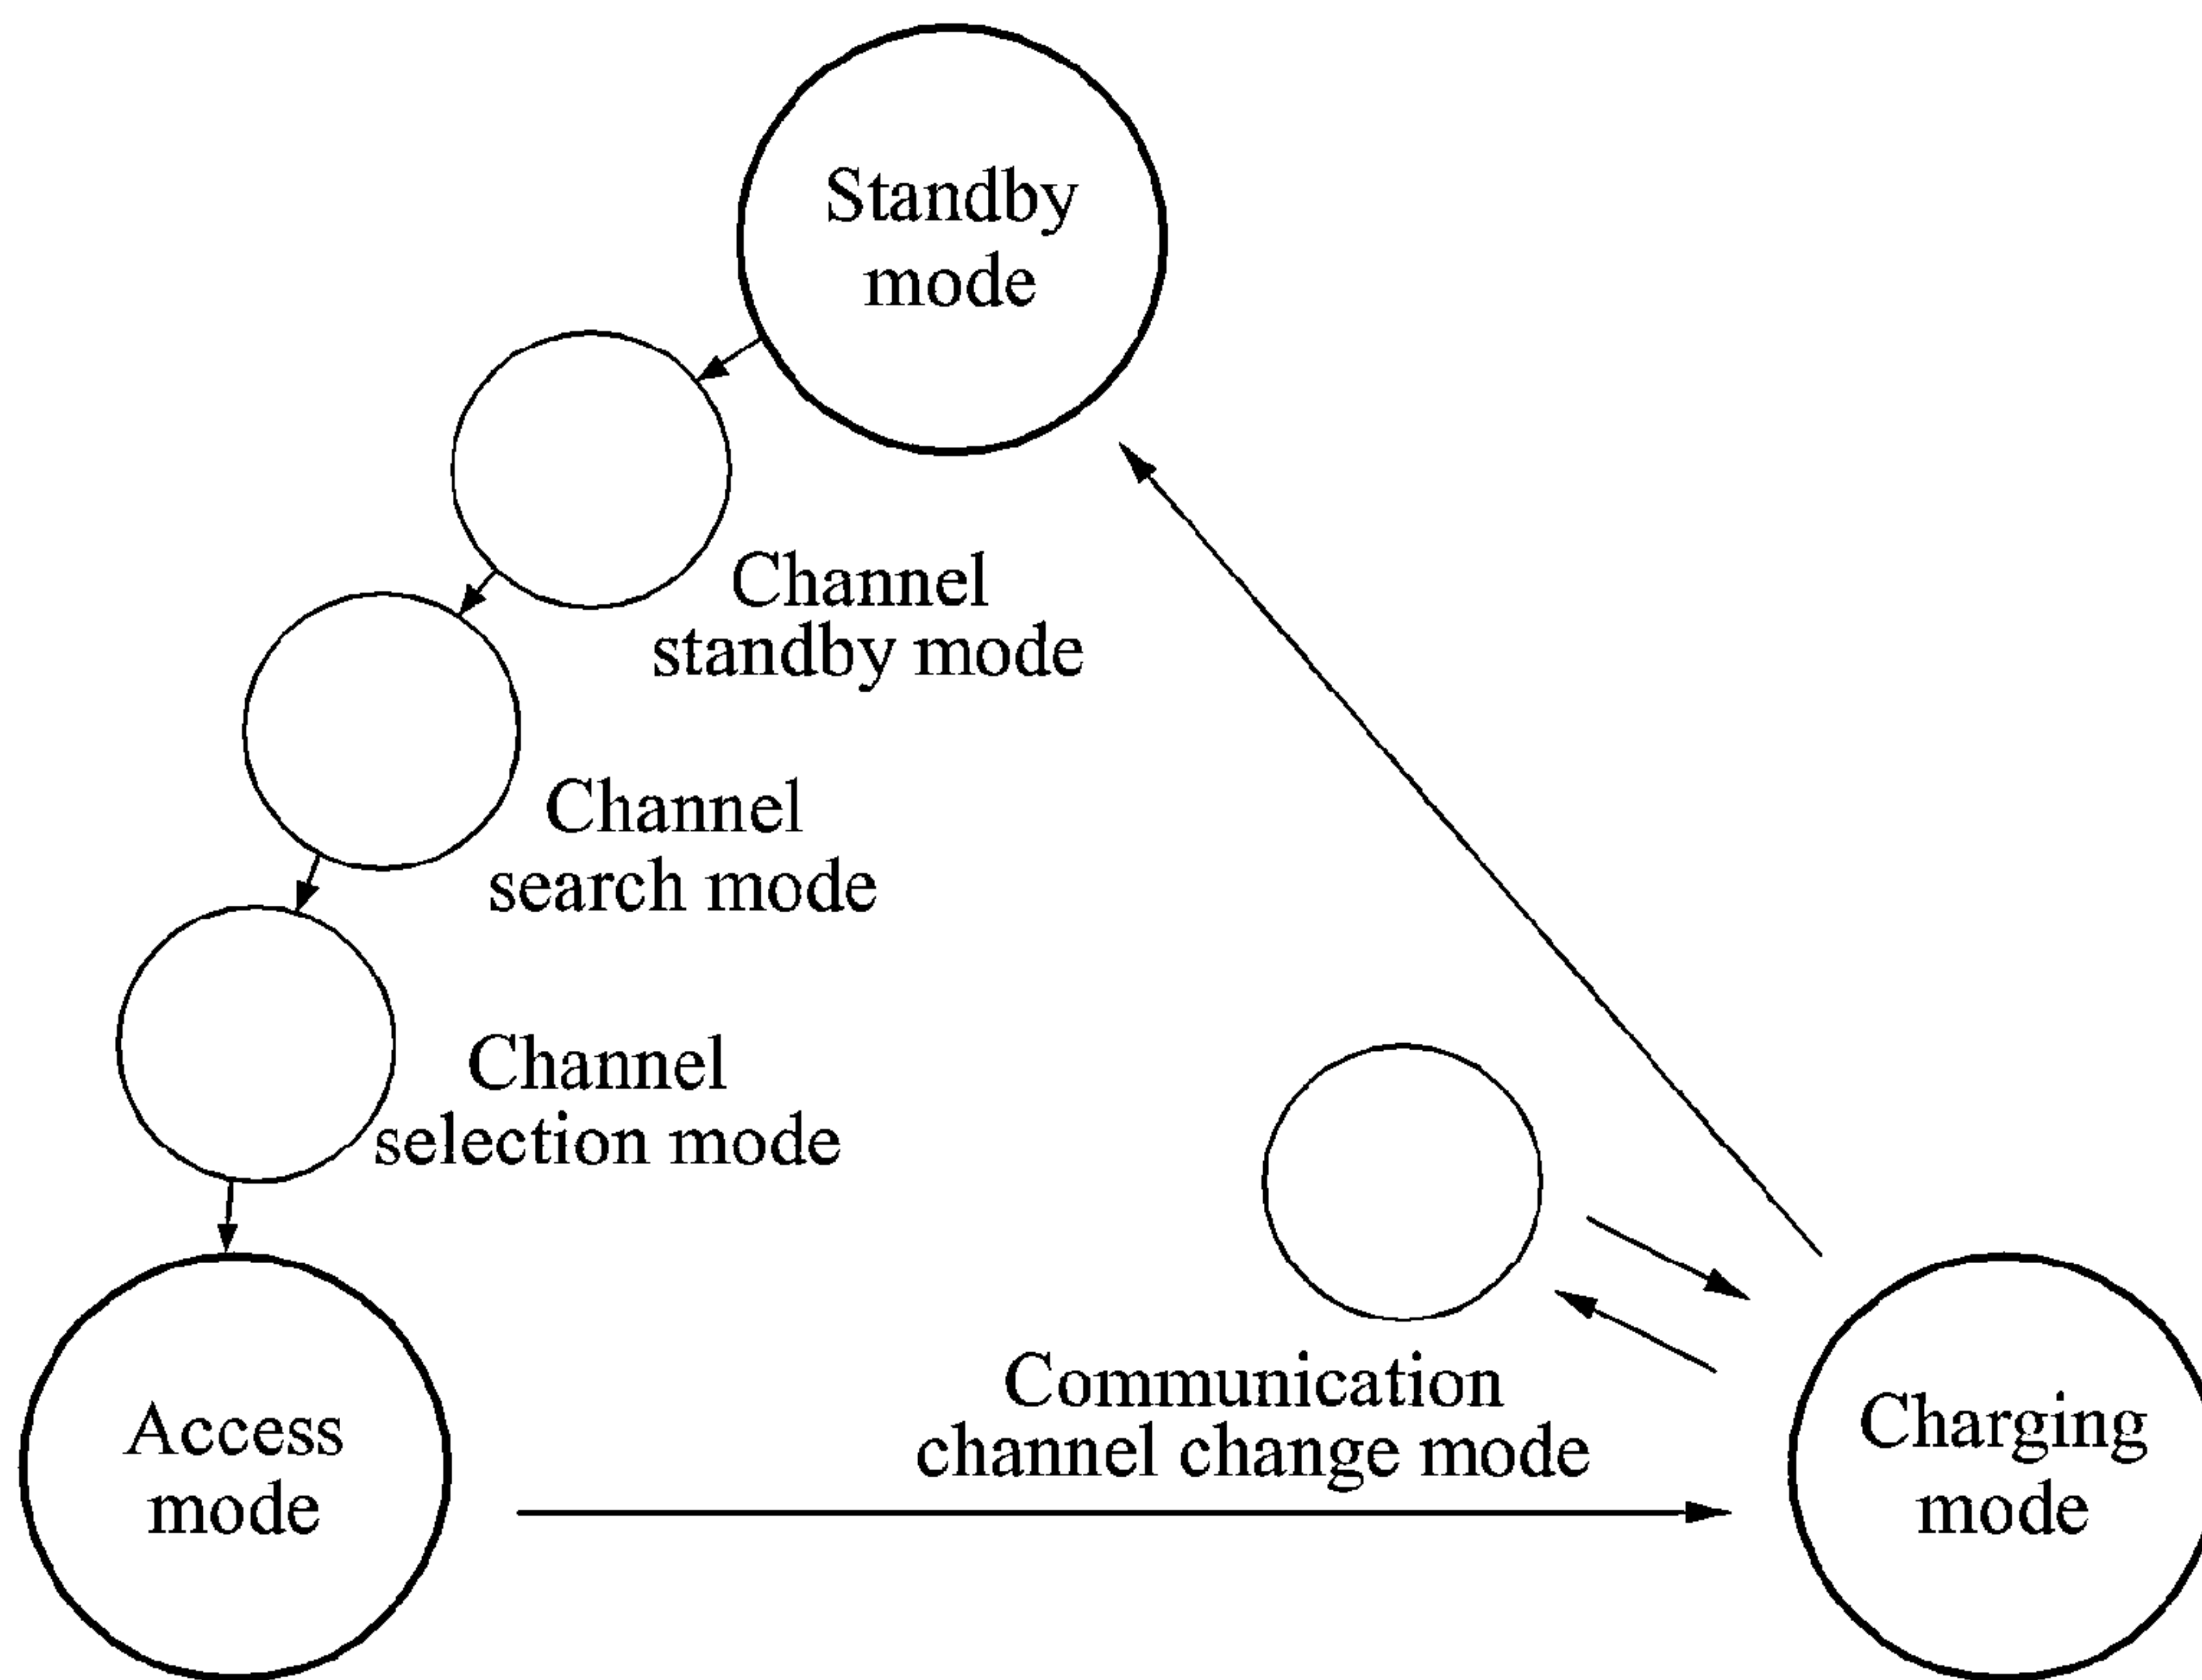 Standby
mode
Channel
standby mode
Channel
search mode
Channel
selection mode
Communication
channel change mode
Access
mode
Charging
mode